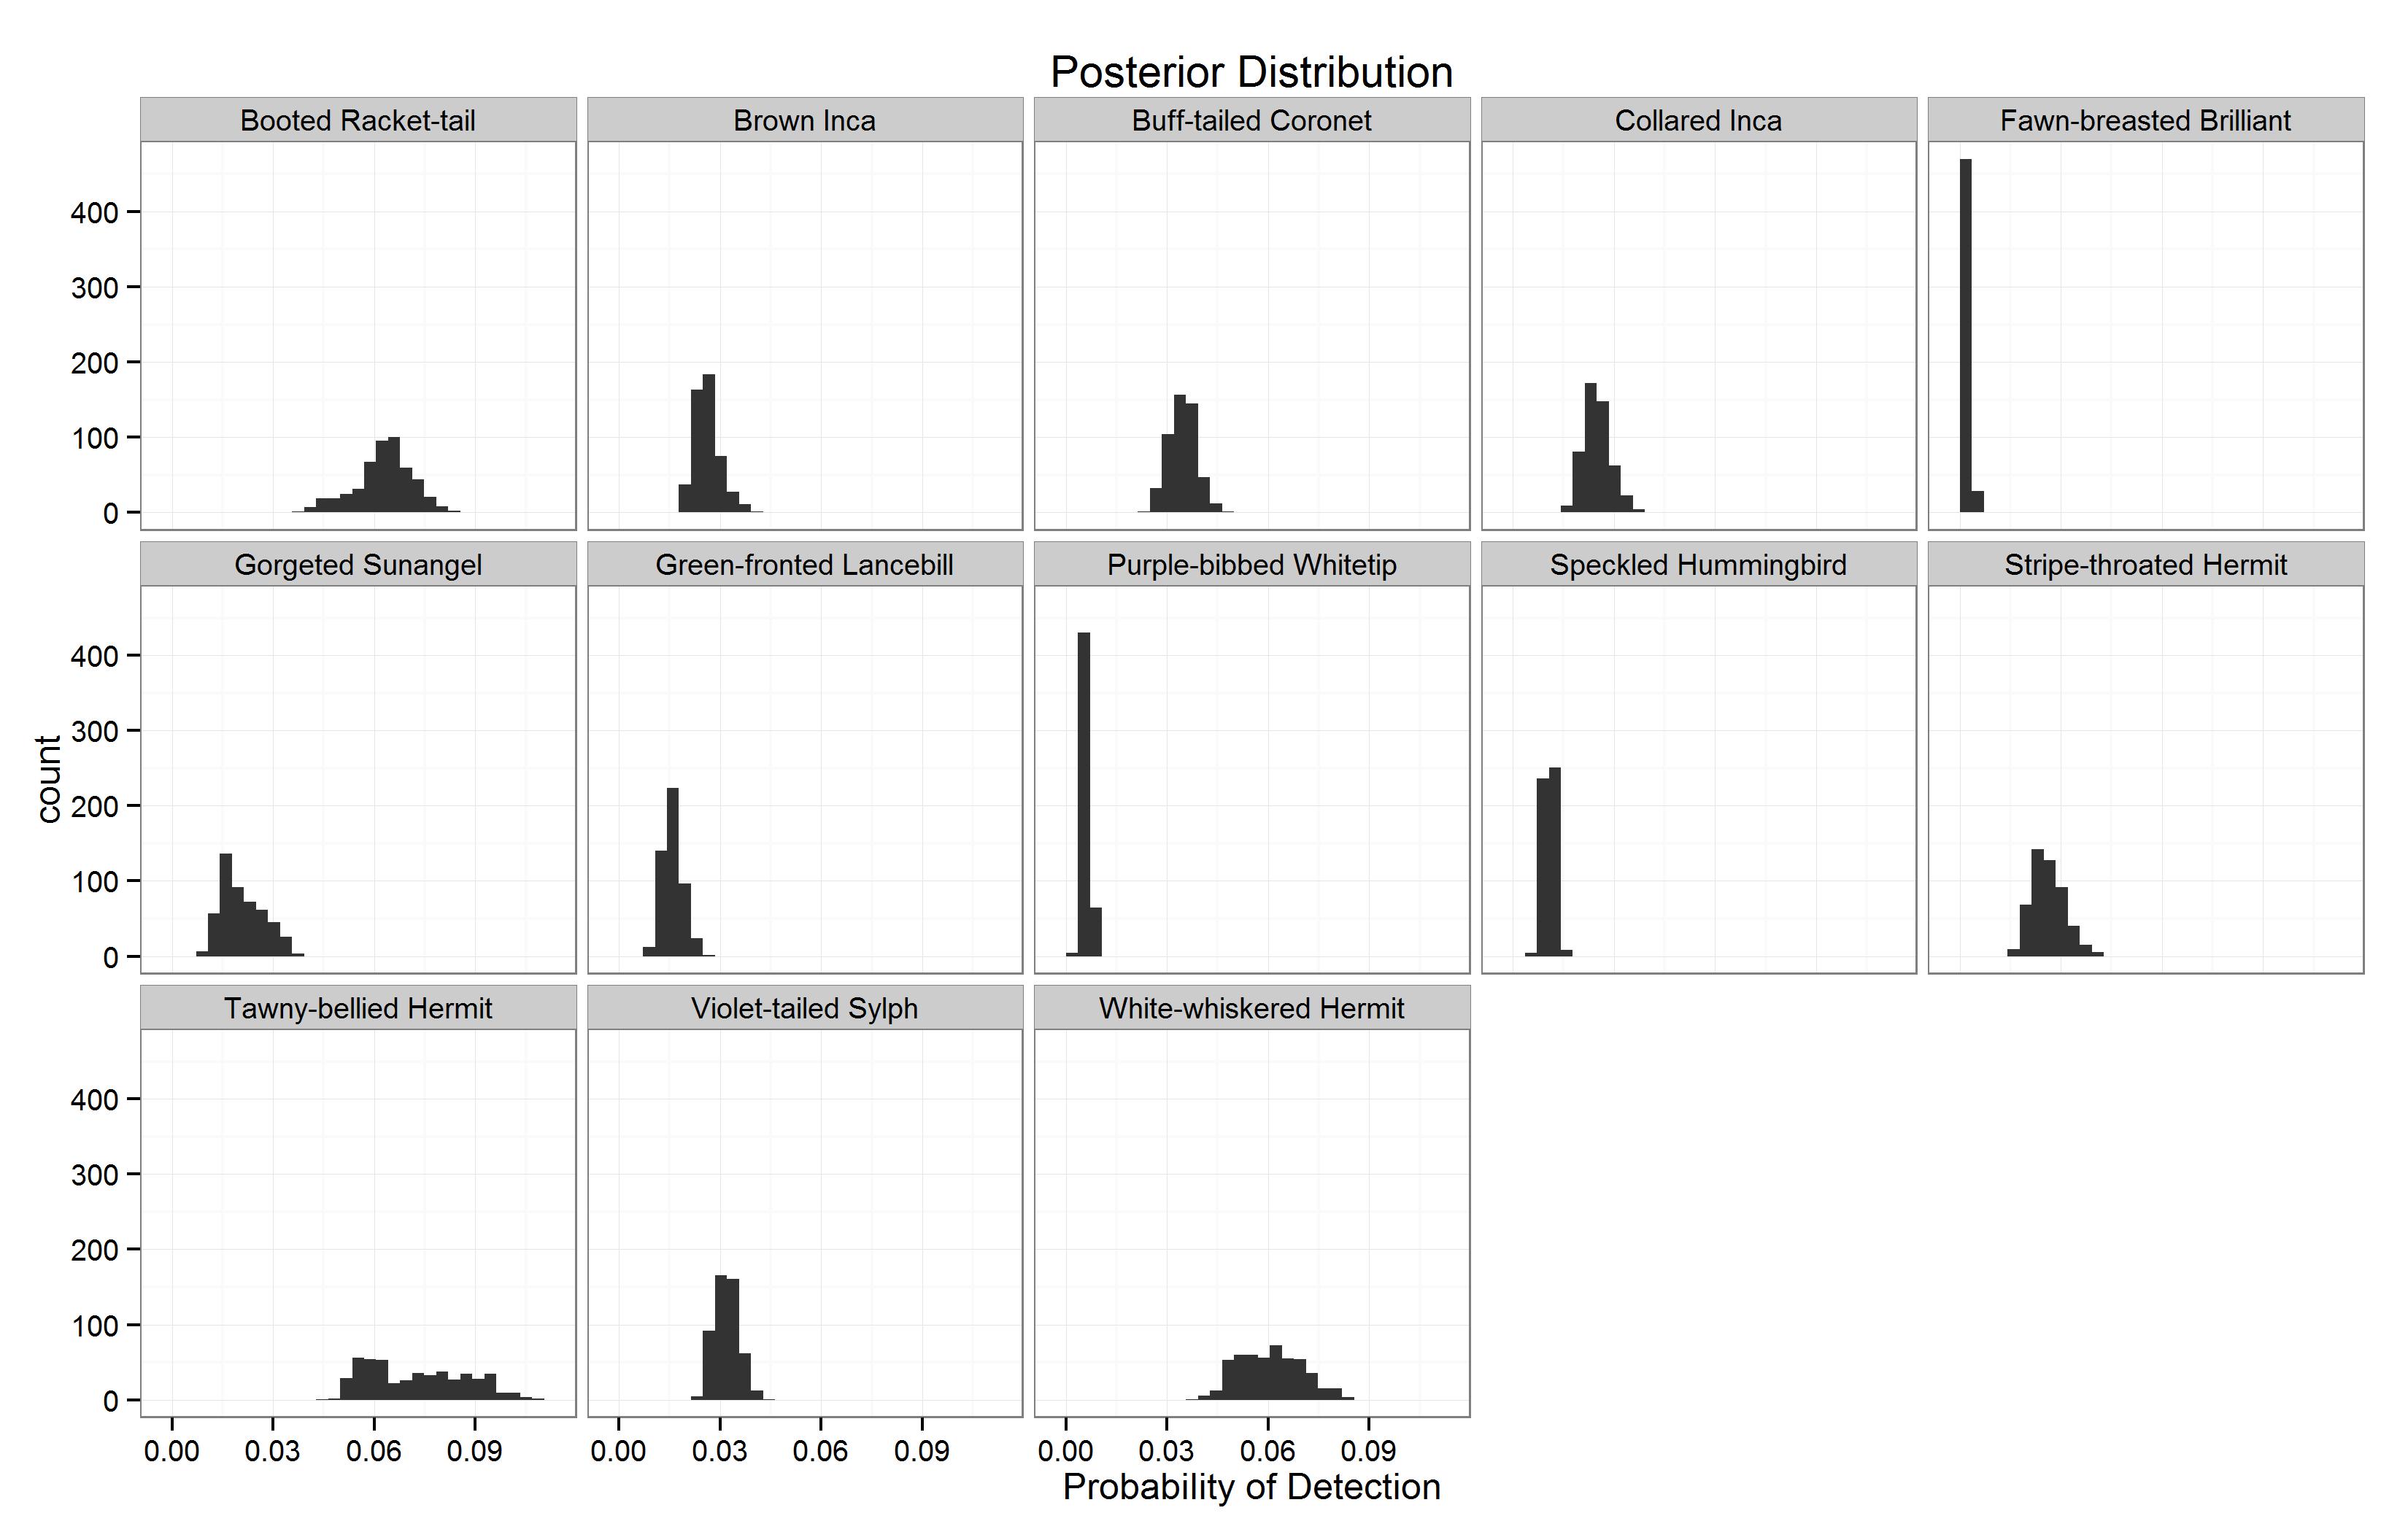 Posterior Distribution
Booted Racket-tail
Brown Inca
Buff-tailed Coronet
Collared Inca
Fawn-breasted Brilliant
400
300
200
100
0
Gorgeted Sunangel
Green-fronted Lancebill
Purple-bibbed Whitetip
Speckled Hummingbird
Stripe-throated Hermit
count
400
300
200
100
0
Tawny-bellied Hermit
Violet-tailed Sylph
White-whiskered Hermit
400
300
200
100
0
0.00 0.03 0.06 0.09
0.00 0.03 0.06 0.09
0.00 0.03 0.06 0.09
Probability of Detection